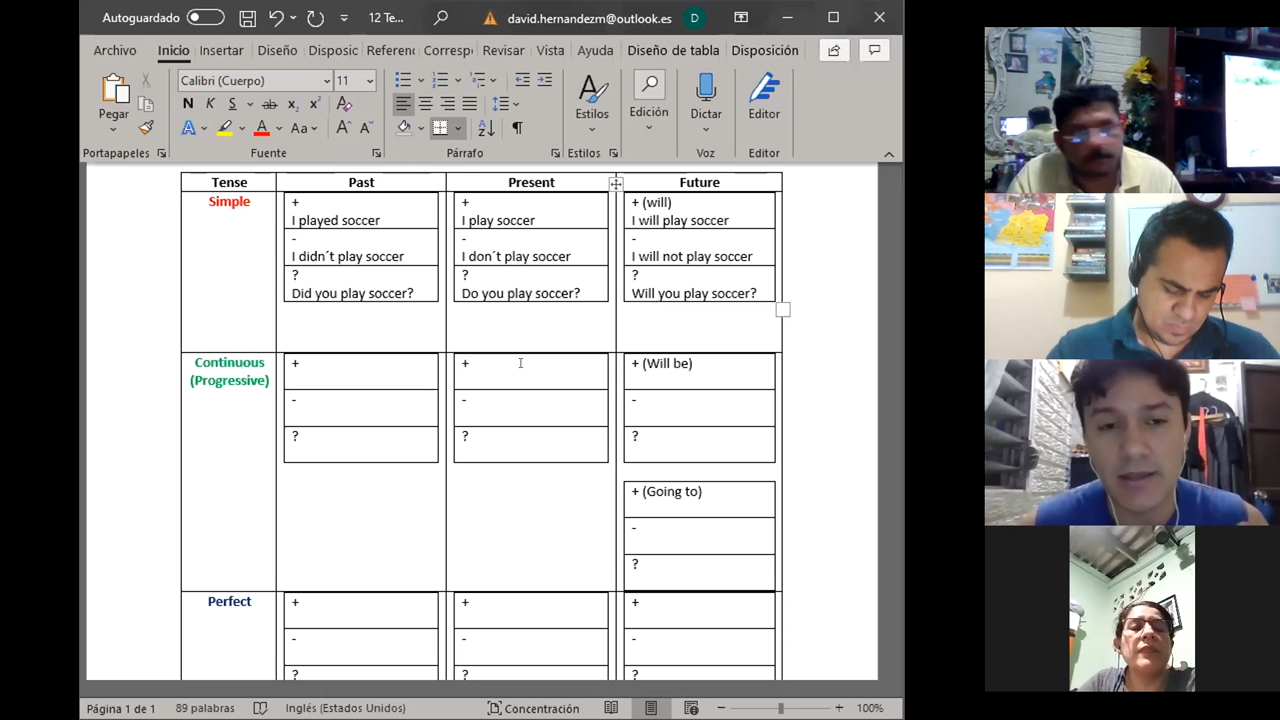 Autoguardado
12 Te...
david.hernandezm@outlook.es
D
Archivo Inicio Insertar Diseño Disposic Referenc Corresp Revisar Vista Ayuda Diseño de tabla Disposición
Calibri (Cuerpo) 11
Pegar
N K S ab x₂ x²
A A Aa A A
Estilos
Edición
Dictar
Editor
Portapapeles Fuente Párrafo Estilos Voz Editor
Tense Past Present Future
Simple
+
I played soccer
-
I didn´t play soccer
?
Did you play soccer?
+
I play soccer
-
I don´t play soccer
?
Do you play soccer?
+ (will)
I will play soccer
-
I will not play soccer
?
Will you play soccer?
Continuous
(Progressive)
+
-
?
+
-
?
+ (Will be)
-
?
+ (Going to)
-
?
Perfect
+
-
?
+
-
?
+
-
?
Página 1 de 1 89 palabras Inglés (Estados Unidos) Concentración 100%